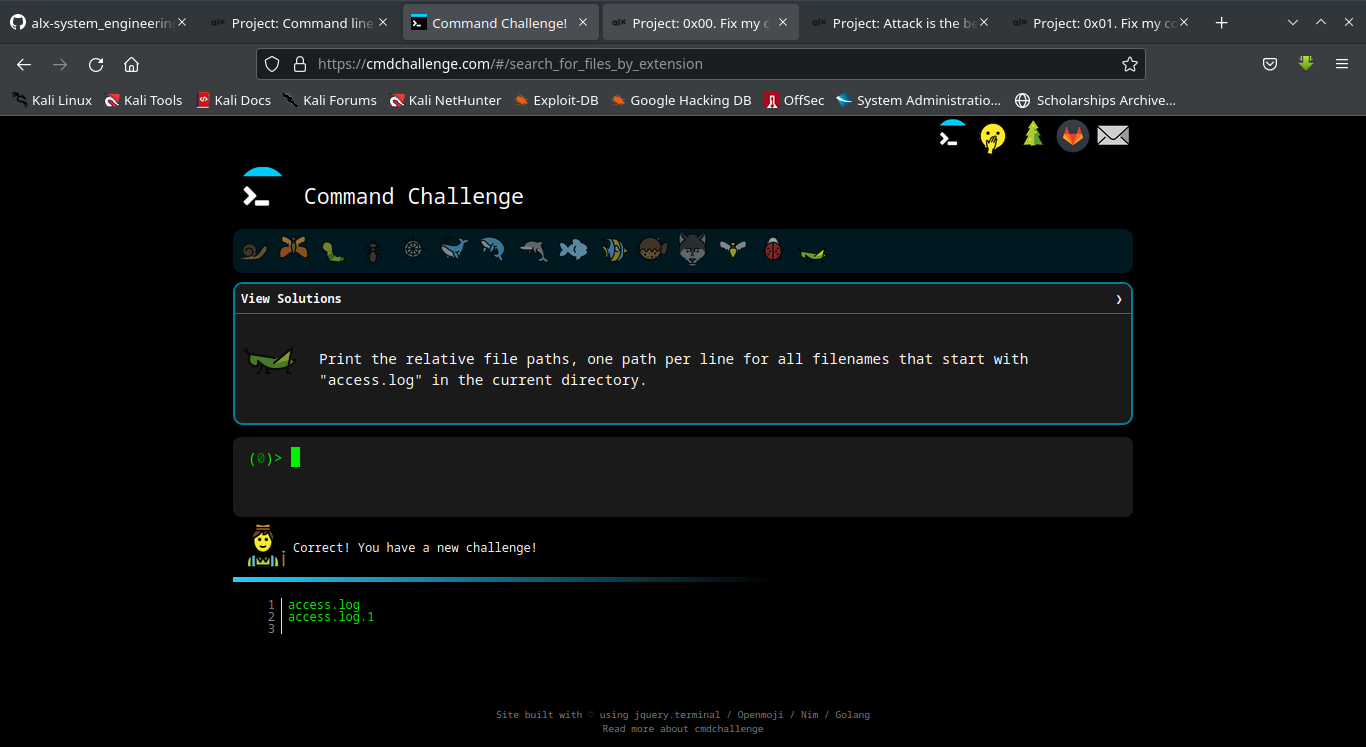 alx-system_engineerin
Project: Command line
Command Challenge!
Project: 0x00. Fix my c
Project: Attack is the be
Project: 0x01. Fix my co
https://cmdchallenge.com/#/search_for_files_by_extension
Kali Linux
Kali Tools
Kali Docs
Kali Forums
Kali NetHunter
Exploit-DB
Google Hacking DB
OffSec
System Administratio...
Scholarships Archive...
Command Challenge
View Solutions
Print the relative file paths, one path per line for all filenames that start with
"access.log" in the current directory.
(0)>
Correct! You have a new challenge!
1 access.log
2 access.log.1
3
Site built with ♡ using jquery.terminal / Openmoji / Nim / Golang
Read more about cmdchallenge